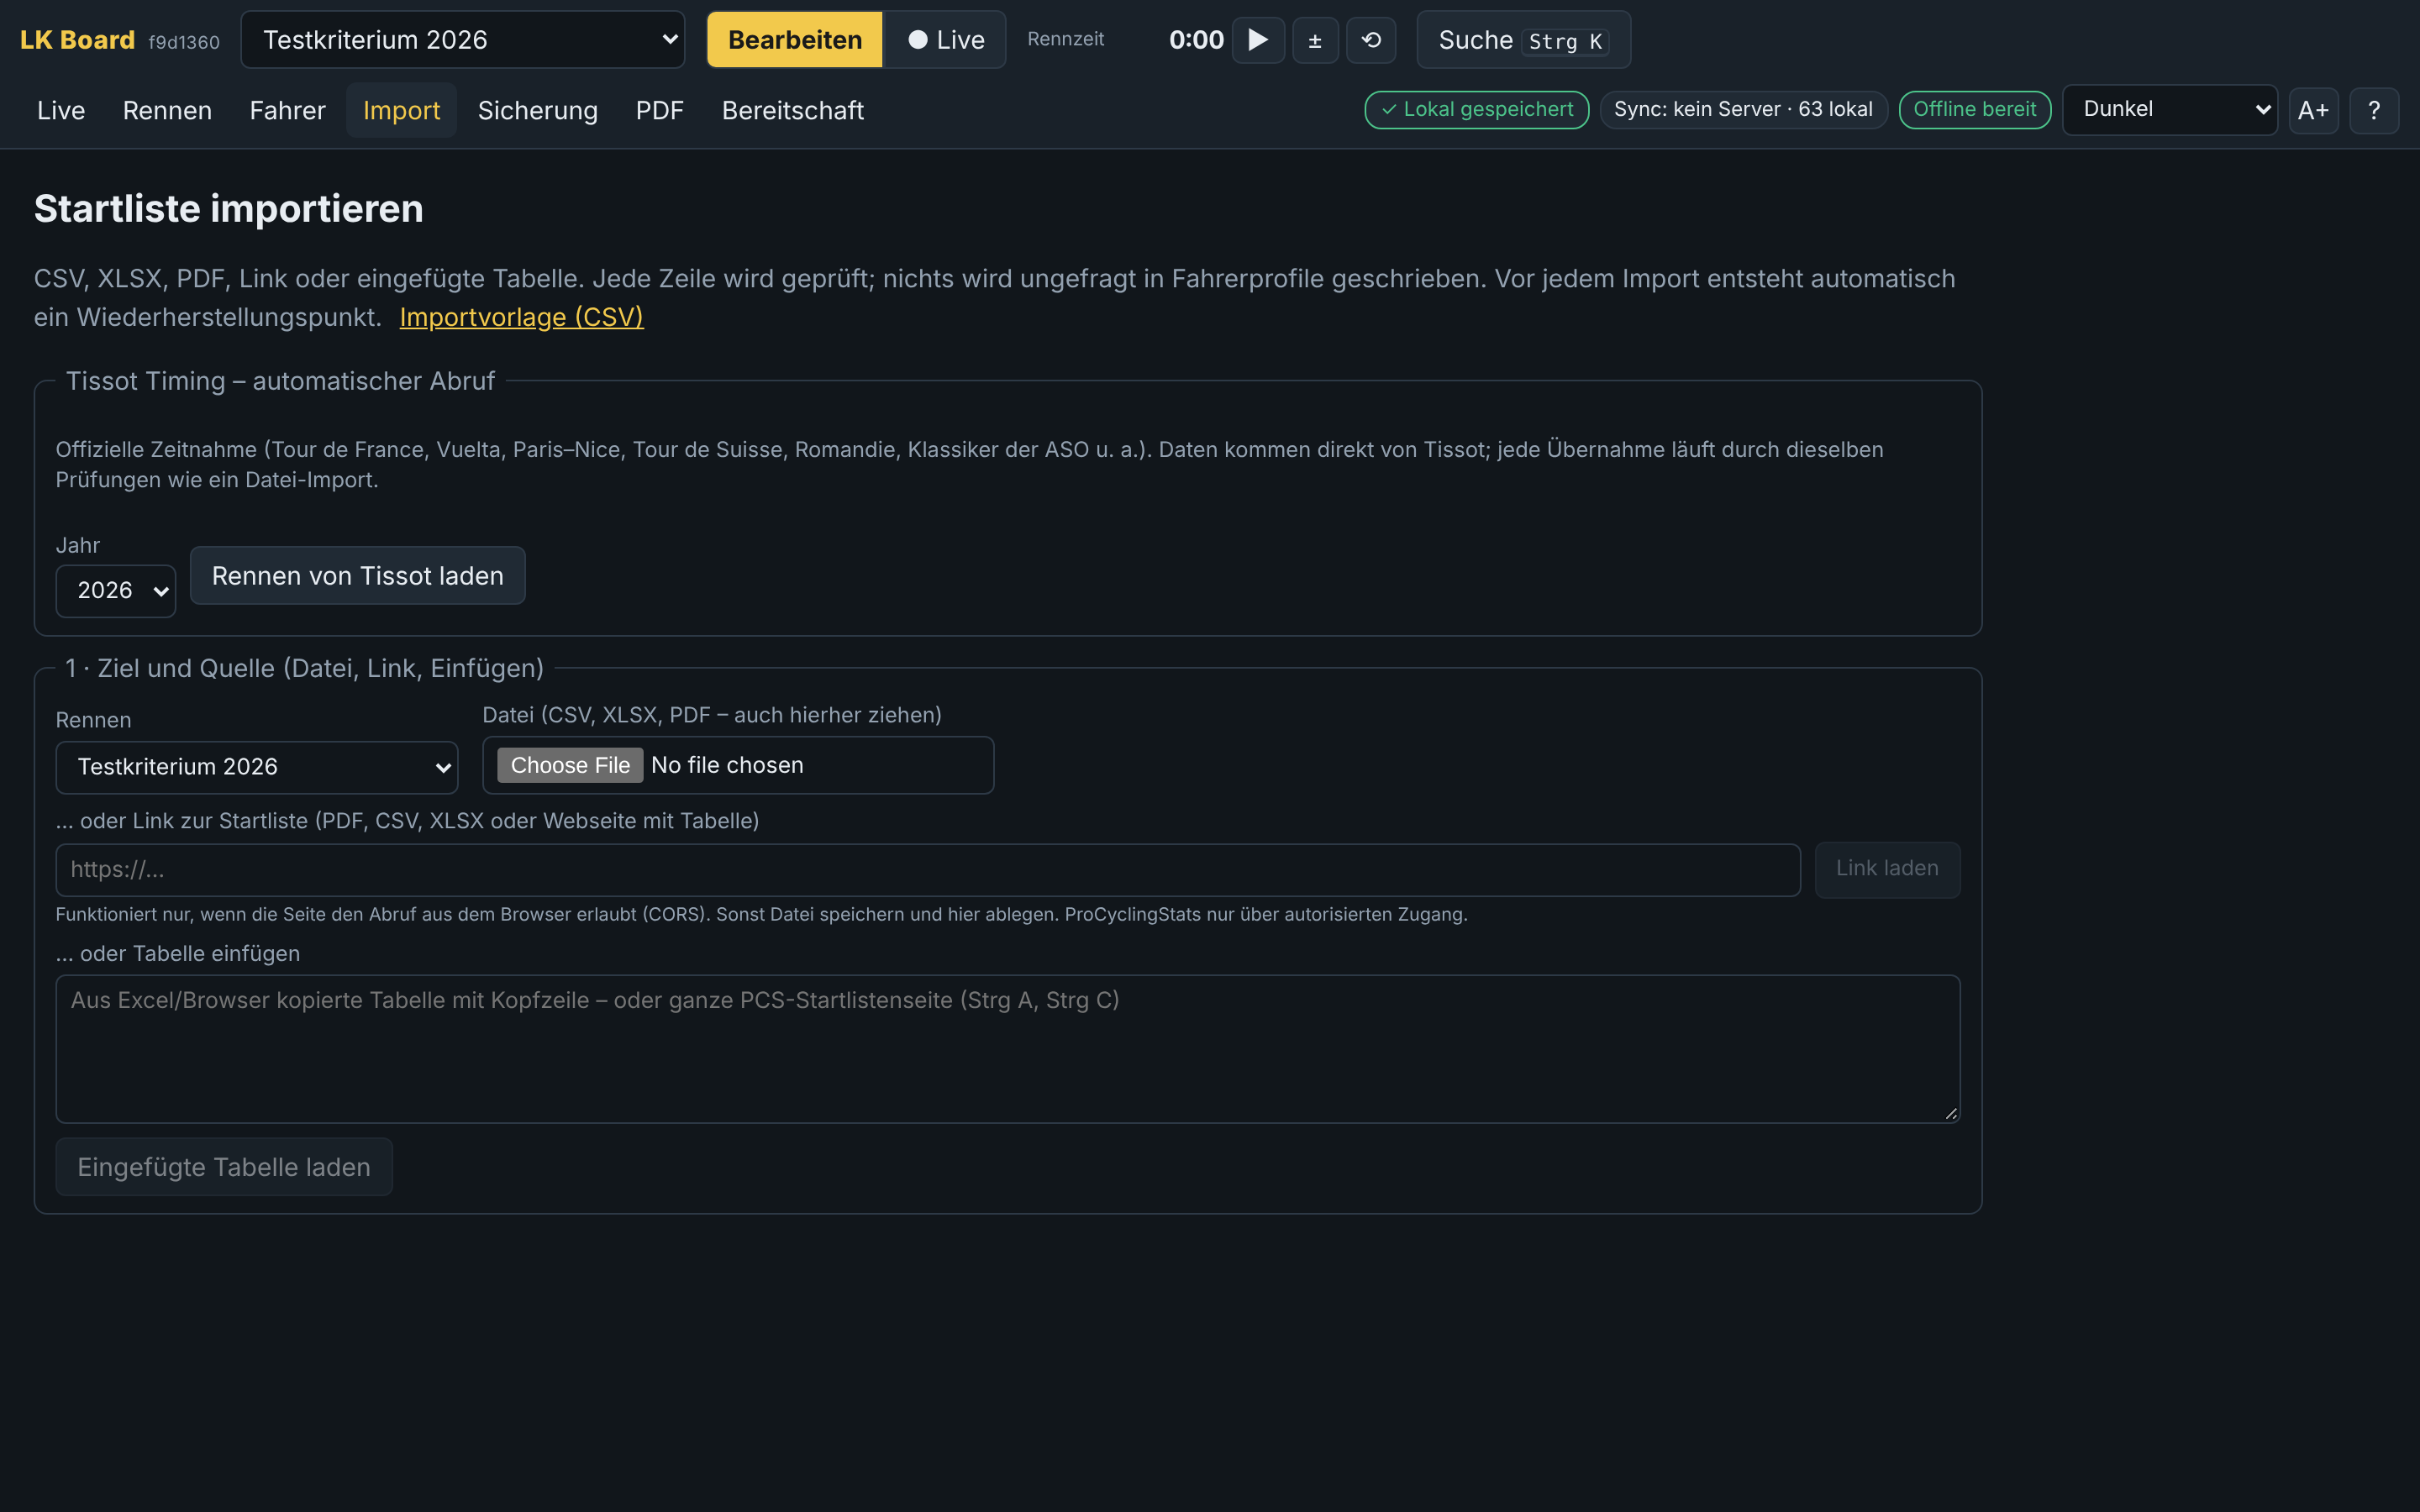 LK Board f9d1360 Testkriterium 2026 Bearbeiten Live Rennzeit 0:00 ± Suche Strg K
Live Rennen Fahrer Import Sicherung PDF Bereitschaft ✓ Lokal gespeichert Sync: kein Server · 63 lokal Offline bereit Dunkel A+ ?
Startliste importieren
CSV, XLSX, PDF, Link oder eingefügte Tabelle. Jede Zeile wird geprüft; nichts wird ungefragt in Fahrerprofile geschrieben. Vor jedem Import entsteht automatisch
ein Wiederherstellungspunkt. Importvorlage (CSV)
Tissot Timing – automatischer Abruf
Offizielle Zeitnahme (Tour de France, Vuelta, Paris–Nice, Tour de Suisse, Romandie, Klassiker der ASO u. a.). Daten kommen direkt von Tissot; jede Übernahme läuft durch dieselben
Prüfungen wie ein Datei-Import.
Jahr
2026 Rennen von Tissot laden
1 · Ziel und Quelle (Datei, Link, Einfügen)
Rennen Datei (CSV, XLSX, PDF – auch hierher ziehen)
Testkriterium 2026 Choose File No file chosen
… oder Link zur Startliste (PDF, CSV, XLSX oder Webseite mit Tabelle)
https://… Link laden
Funktioniert nur, wenn die Seite den Abruf aus dem Browser erlaubt (CORS). Sonst Datei speichern und hier ablegen. ProCyclingStats nur über autorisierten Zugang.
… oder Tabelle einfügen
Aus Excel/Browser kopierte Tabelle mit Kopfzeile – oder ganze PCS-Startlistenseite (Strg A, Strg C)
Eingefügte Tabelle laden